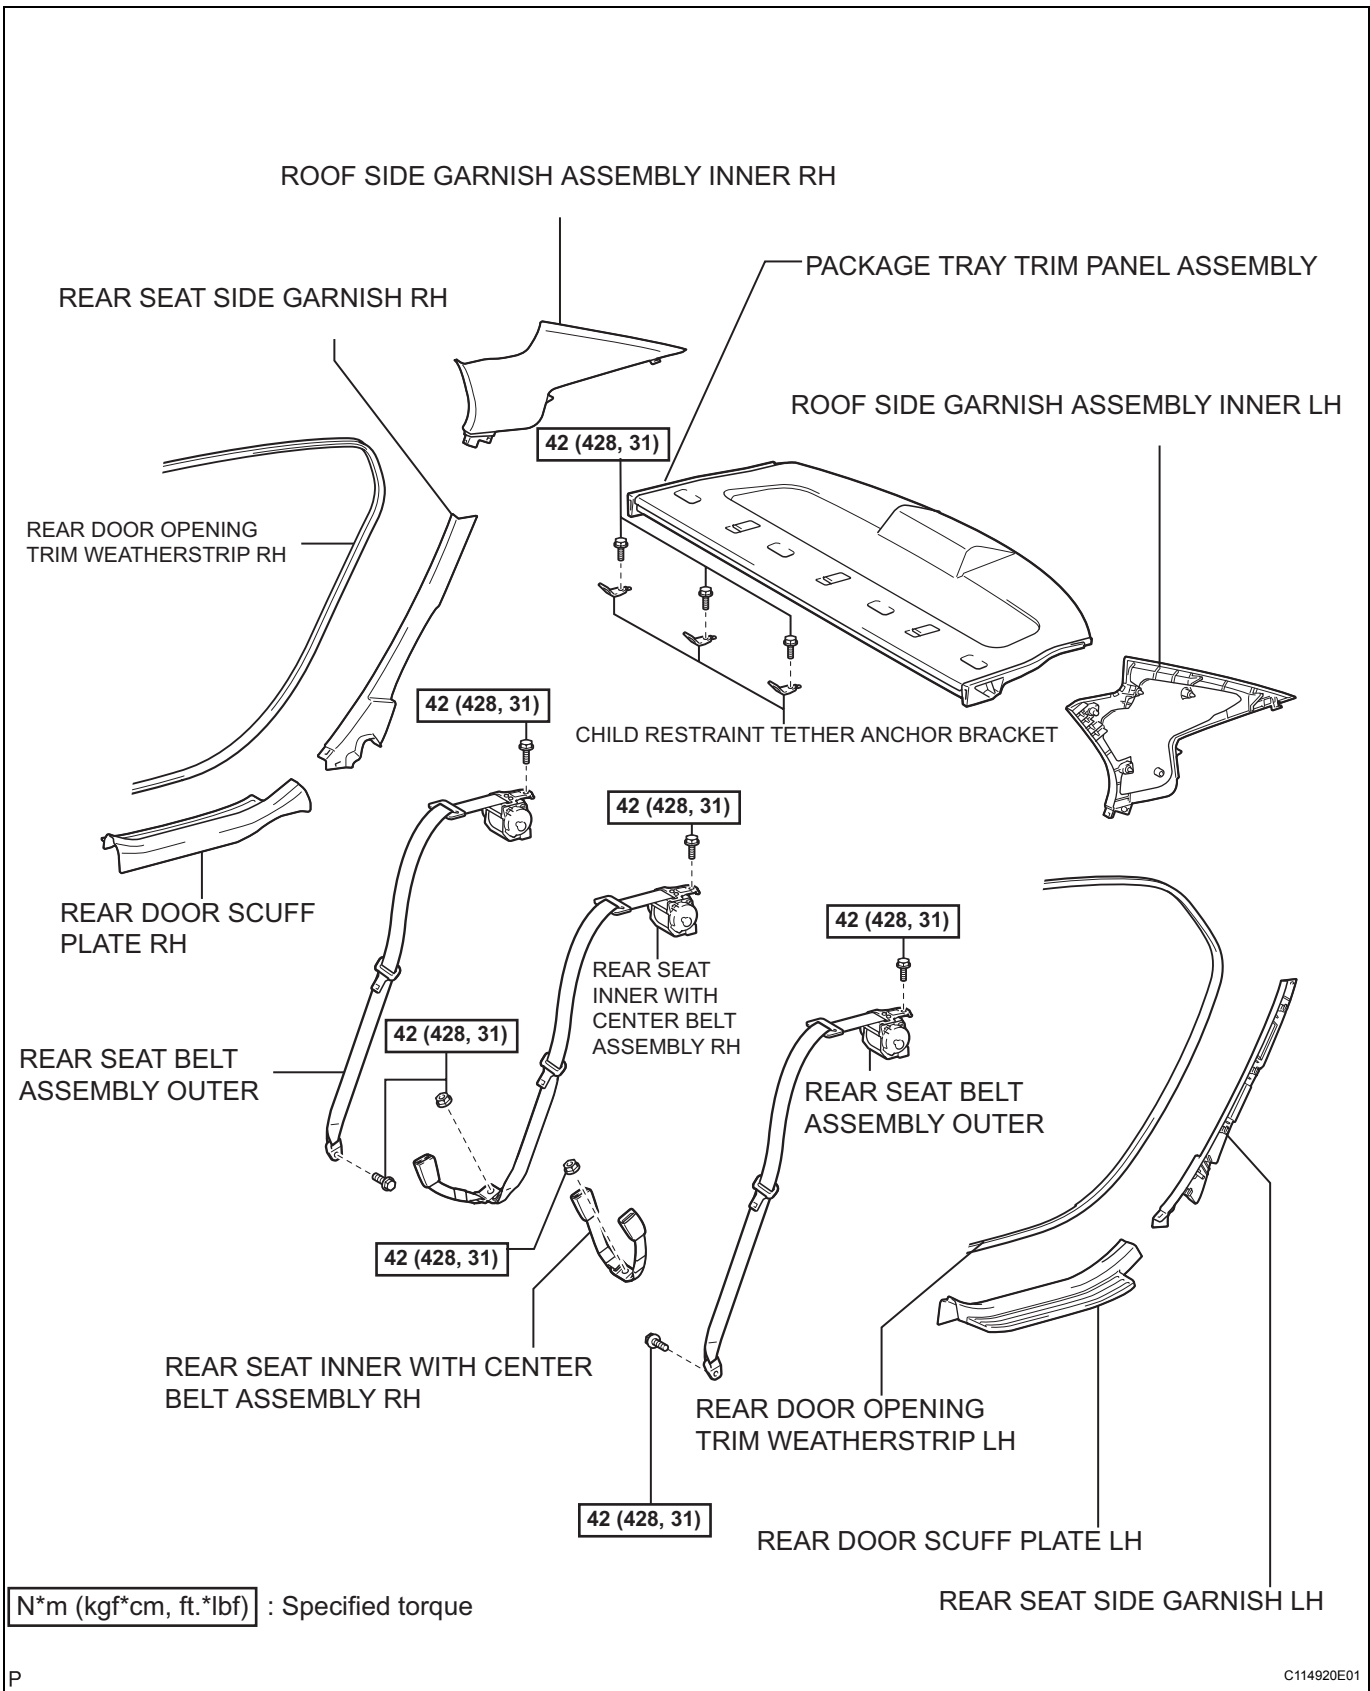 ROOF SIDE GARNISH ASSEMBLY INNER RH
PACKAGE TRAY TRIM PANEL ASSEMBLY
REAR SEAT SIDE GARNISH RH
ROOF SIDE GARNISH ASSEMBLY INNER LH
42 (428, 31)
REAR DOOR OPENING
TRIM WEATHERSTRIP RH
42 (428, 31)
CHILD RESTRAINT TETHER ANCHOR BRACKET
42 (428, 31)
REAR DOOR SCUFF
PLATE RH
42 (428, 31)
REAR SEAT
INNER WITH
CENTER BELT
ASSEMBLY RH
42 (428, 31)
REAR SEAT BELT
ASSEMBLY OUTER
REAR SEAT BELT
ASSEMBLY OUTER
42 (428, 31)
REAR SEAT INNER WITH CENTER
BELT ASSEMBLY RH
REAR DOOR OPENING
TRIM WEATHERSTRIP LH
42 (428, 31)
REAR DOOR SCUFF PLATE LH
REAR SEAT SIDE GARNISH LH
N*m (kgf*cm, ft.*lbf) : Specified torque
P
C114920E01